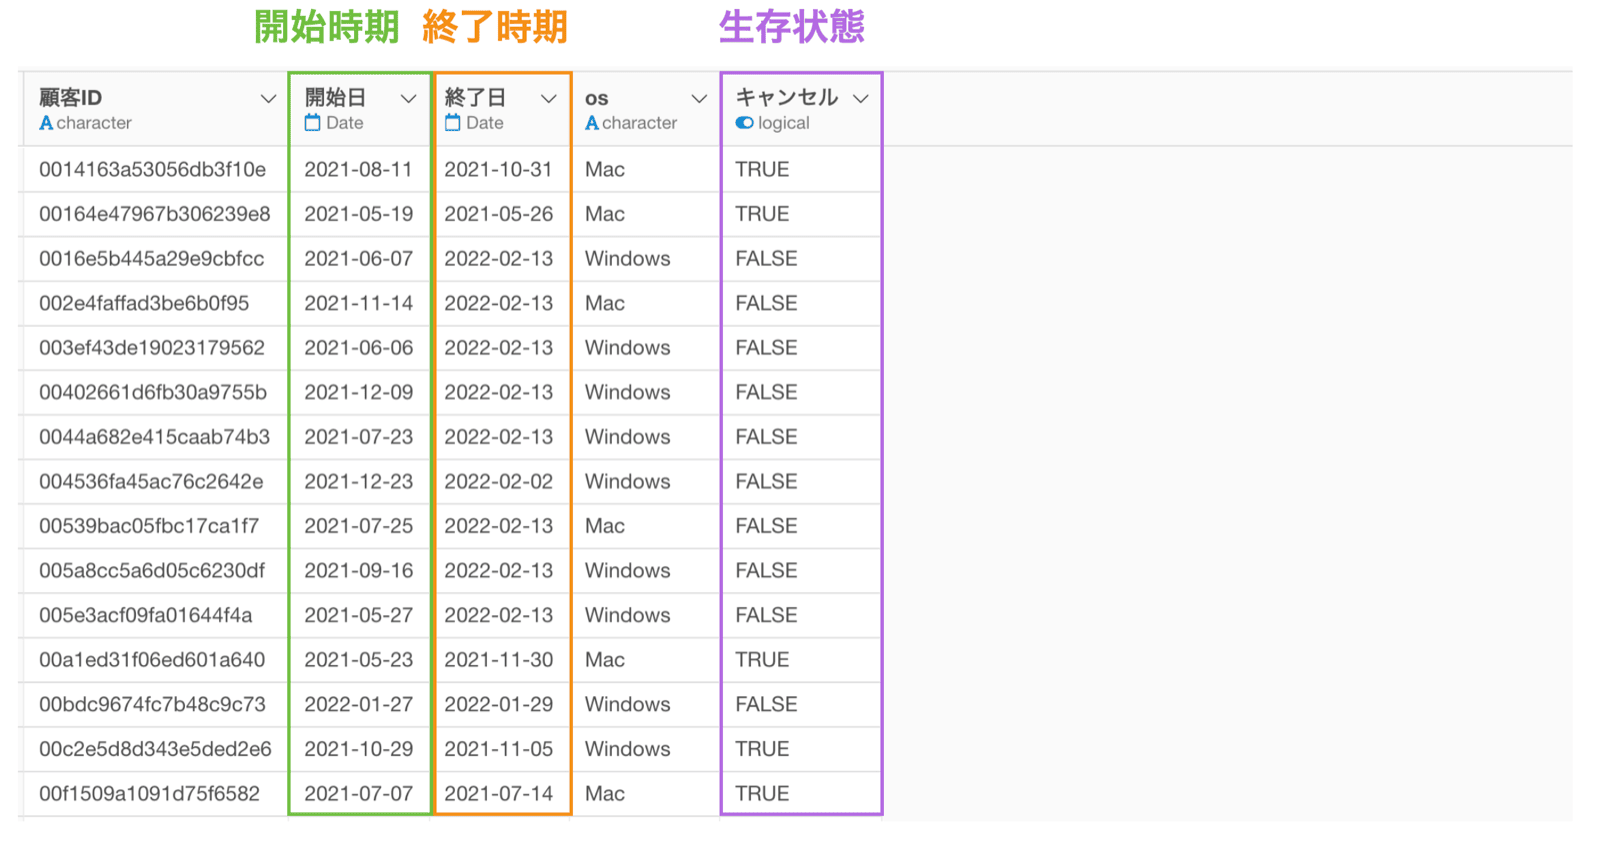 開始時期 終了時期 生存状態
顧客ID 開始日 終了日 os キャンセル
character Date Date character logical
0014163a53056db3f10e 2021-08-11 2021-10-31 Mac TRUE
00164e47967b306239e8 2021-05-19 2021-05-26 Mac TRUE
0016e5b445a29e9cbfcc 2021-06-07 2022-02-13 Windows FALSE
002e4faffad3be6b0f95 2021-11-14 2022-02-13 Mac FALSE
003ef43de19023179562 2021-06-06 2022-02-13 Windows FALSE
00402661d6fb30a9755b 2021-12-09 2022-02-13 Windows FALSE
0044a682e415caab74b3 2021-07-23 2022-02-13 Windows FALSE
004536fa45ac76c2642e 2021-12-23 2022-02-02 Windows FALSE
00539bac05fbc17ca1f7 2021-07-25 2022-02-13 Mac FALSE
005a8cc5a6d05c6230df 2021-09-16 2022-02-13 Windows FALSE
005e3acf09fa01644f4a 2021-05-27 2022-02-13 Windows FALSE
00a1ed31f06ed601a640 2021-05-23 2021-11-30 Mac TRUE
00bdc9674fc7b48c9c73 2022-01-27 2022-01-29 Windows FALSE
00c2e5d8d343e5ded2e6 2021-10-29 2021-11-05 Windows TRUE
00f1509a1091d75f6582 2021-07-07 2021-07-14 Mac TRUE